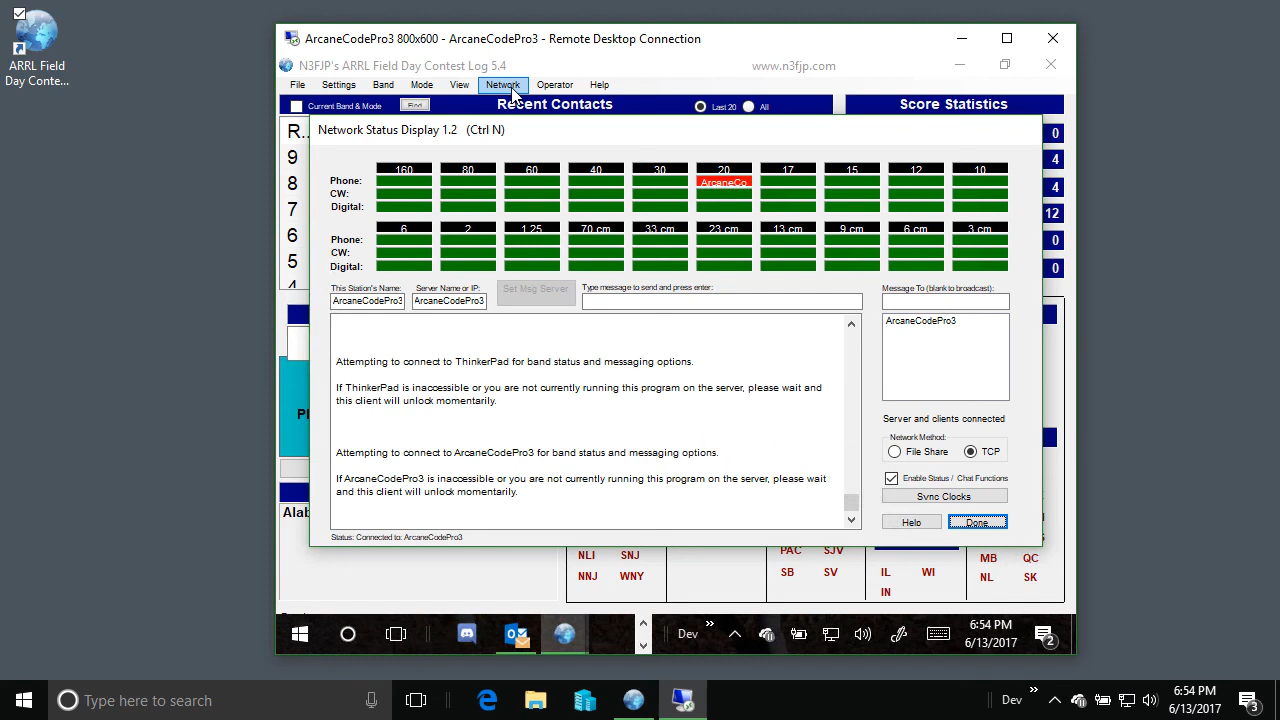 ARRL Field
Day Conte...
ArcaneCodePro3 800x600 - ArcaneCodePro3 - Remote Desktop Connection
N3FJP's ARRL Field Day Contest Log 5.4
www.n3fjp.com
File Settings Band Mode View Network Operator Help
Current Band & Mode Find Recent Contacts Last 20 All Score Statistics
R..
9
8
7
6
5
4
0
4
4
12
0
0
Network Status Display 1.2 (Ctrl N)
160 80 60 40 30 20 17 15 12 10
Phone: ArcaneCo
CW:
Digital:
6 2 1.25 70 cm 33 cm 23 cm 13 cm 9 cm 6 cm 3 cm
Phone:
CW:
Digital:
This Station's Name: Server Name or IP: Set Msg Server Type message to send and press enter: Message To (blank to broadcast):
ArcaneCodePro3 ArcaneCodePro3
ArcaneCodePro3
Attempting to connect to ThinkerPad for band status and messaging options.
If ThinkerPad is inaccessible or you are not currently running this program on the server, please wait and
this client will unlock momentarily.
Attempting to connect to ArcaneCodePro3 for band status and messaging options.
If ArcaneCodePro3 is inaccessible or you are not currently running this program on the server, please wait
and this client will unlock momentarily.
Server and clients connected
Network Method:
File Share TCP
Enable Status / Chat Functions
Sync Clocks
Help Done
Status: Connected to: ArcaneCodePro3
Alab
NLI SNJ PAC SJV MB QC
NNJ WNY SB SV IL WI NL SK
IN
Dev
6:54 PM
6/13/2017
2
Type here to search
Dev
6:54 PM
6/13/2017
3